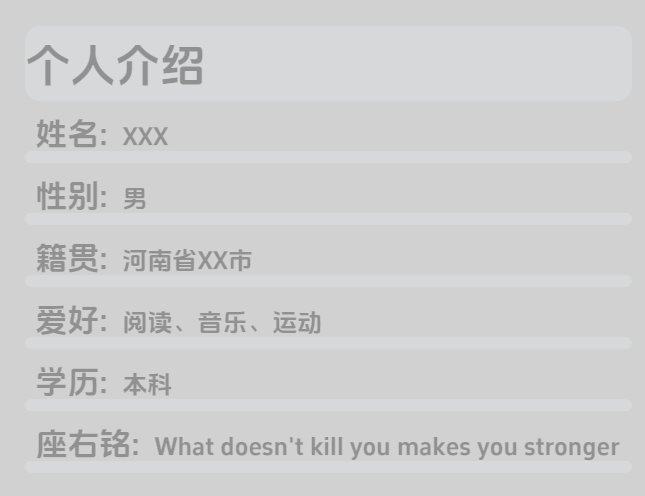 个人介绍
姓名: XXX
性别: 男
籍贯: 河南省XX市
爱好: 阅读、音乐、运动
学历: 本科
座右铭: What doesn't kill you makes you stronger